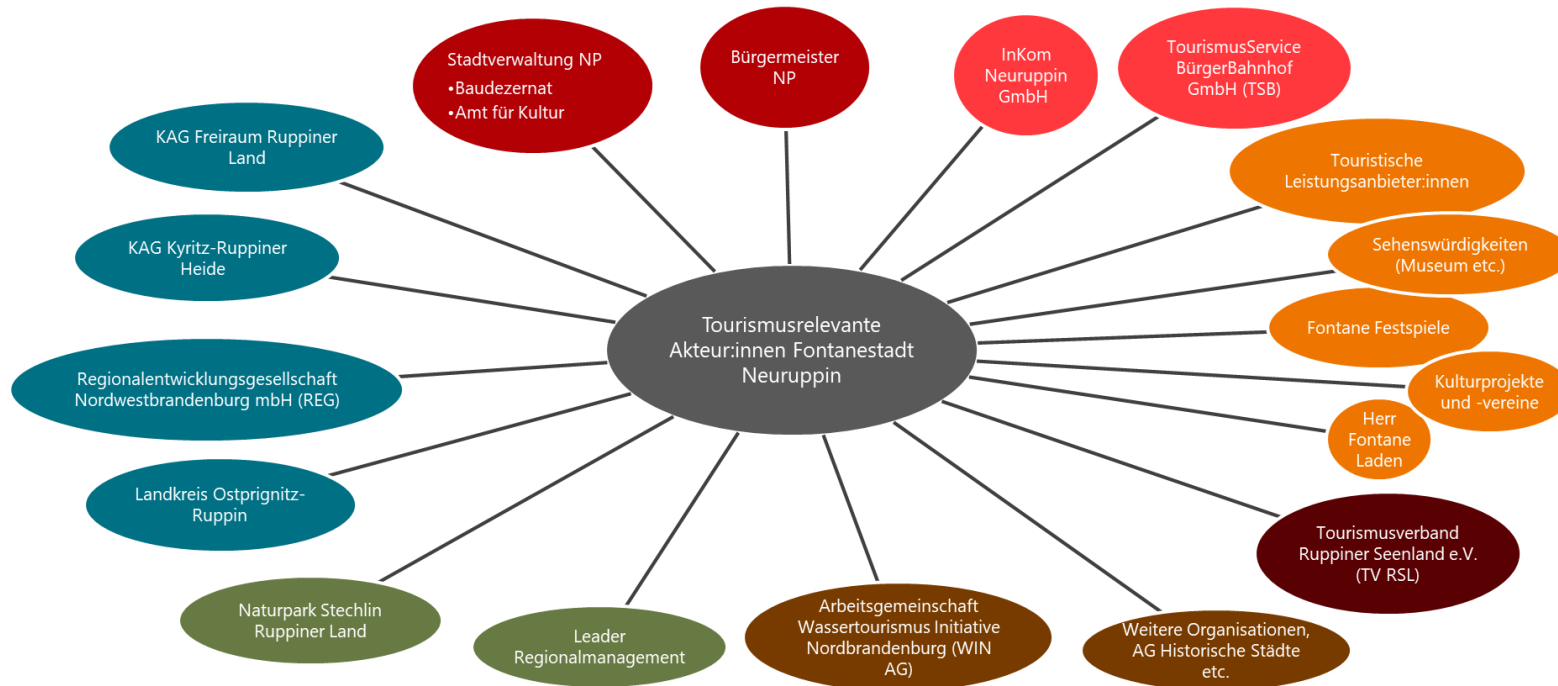 Stadtverwaltung NP
•Baudezernat
•Amt für Kultur
Bürgermeister
NP
InKom
Neuruppin
GmbH
TourismusService
BürgerBahnhof
GmbH (TSB)
KAG Freiraum Ruppiner
Land
Touristische
Leistungsanbieter:innen
KAG Kyritz-Ruppiner
Heide
Sehenswürdigkeiten
(Museum etc.)
Tourismusrelevante
Akteur:innen Fontanestadt
Neuruppin
Fontane Festspiele
Regionalentwicklungsgesellschaft
Nordwestbrandenburg mbH (REG)
Kulturprojekte
und -vereine
Herr
Fontane
Laden
Landkreis Ostprignitz-
Ruppin
Tourismusverband
Ruppiner Seenland e.V.
(TV RSL)
Naturpark Stechlin
Ruppiner Land
Leader
Regionalmanagement
Arbeitsgemeinschaft
Wassertourismus Initiative
Nordbrandenburg (WIN
AG)
Weitere Organisationen,
AG Historische Städte
etc.